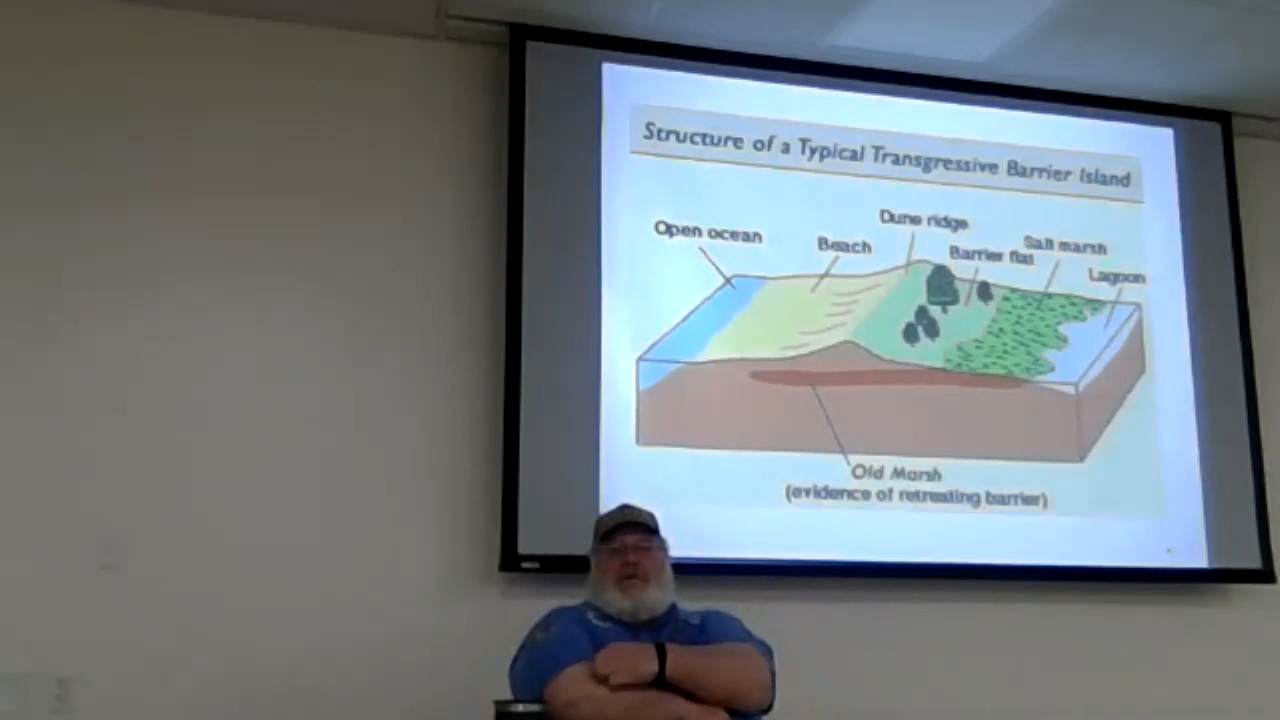 Structure of a Typical Transgressive Barrier Island
Open ocean
Beach
Dune ridge
Barrier flat
Salt marsh
Lagoon
Old Marsh
(evidence of retreating barrier)